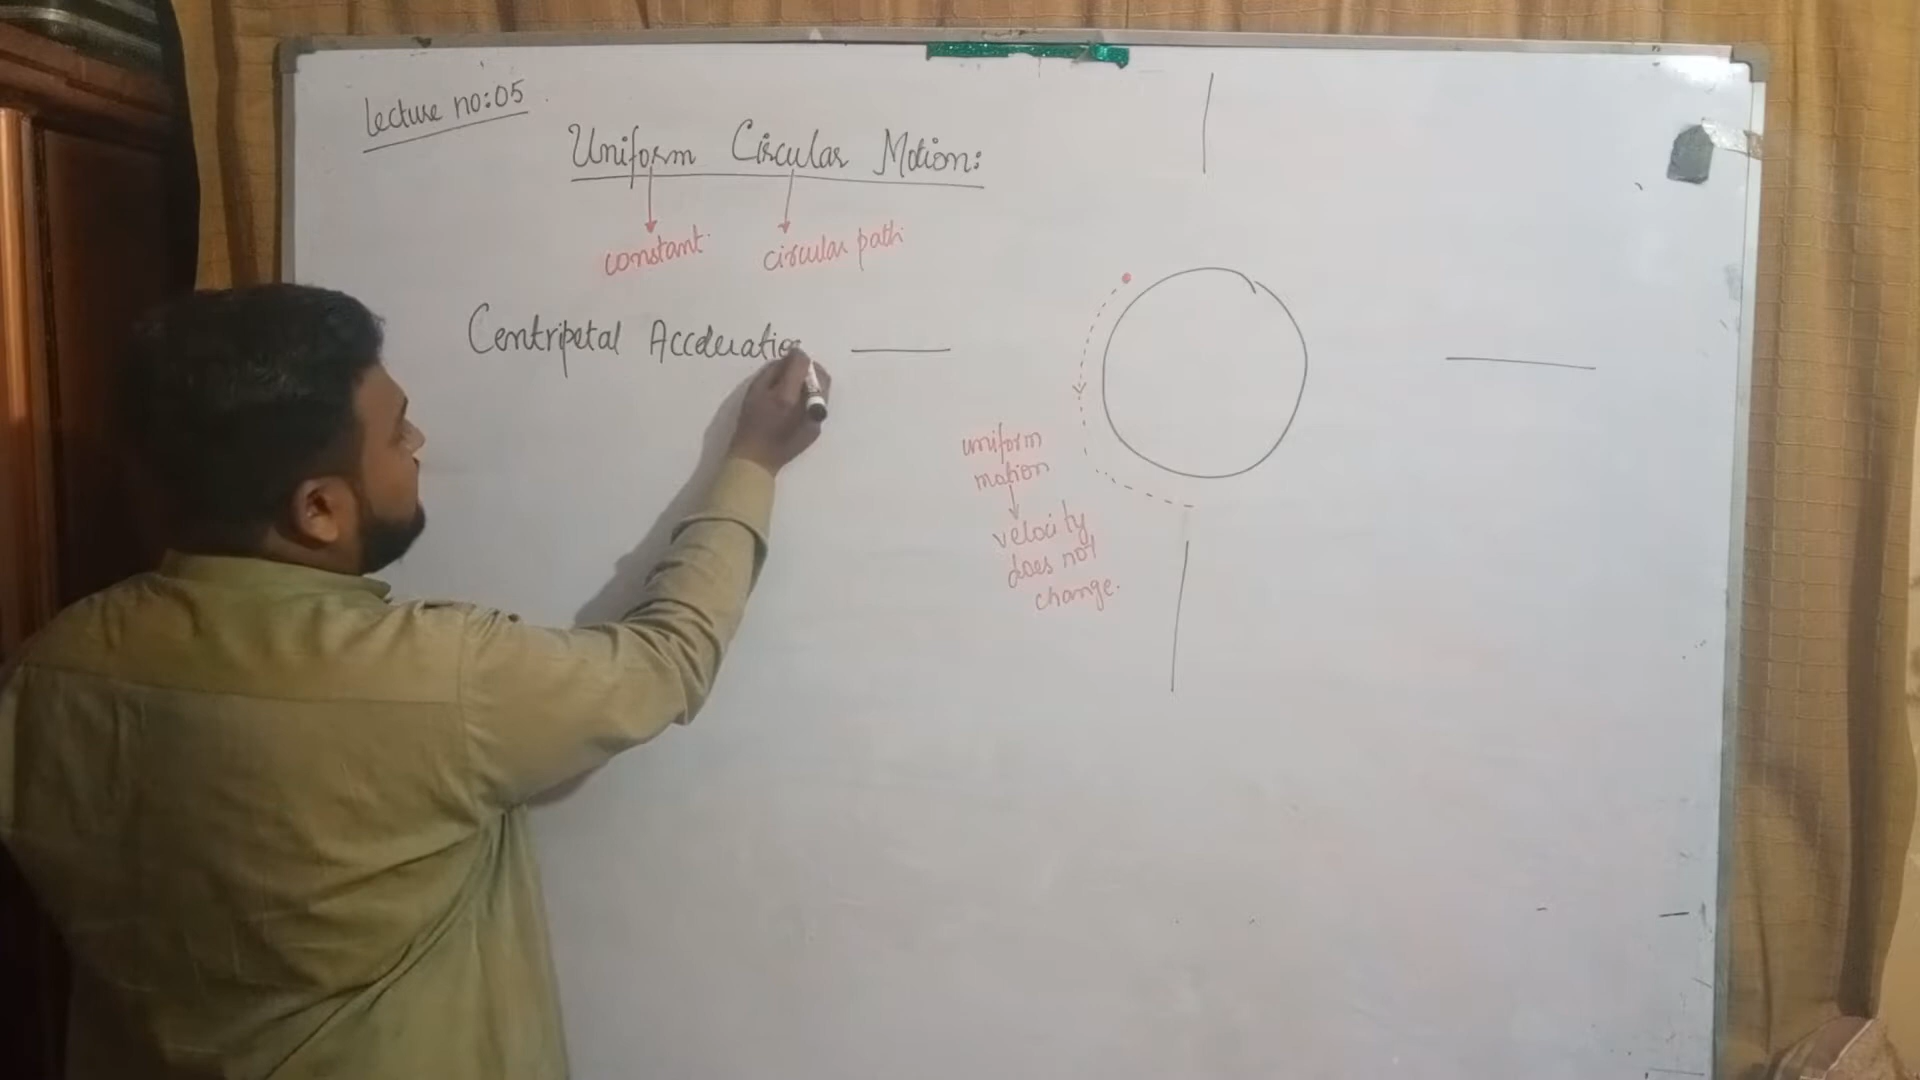 Lecture no:05
Uniform Circular Motion:
constant
circular path
Centripetal Acceleratio
uniform
motion
velocity
does not
change.